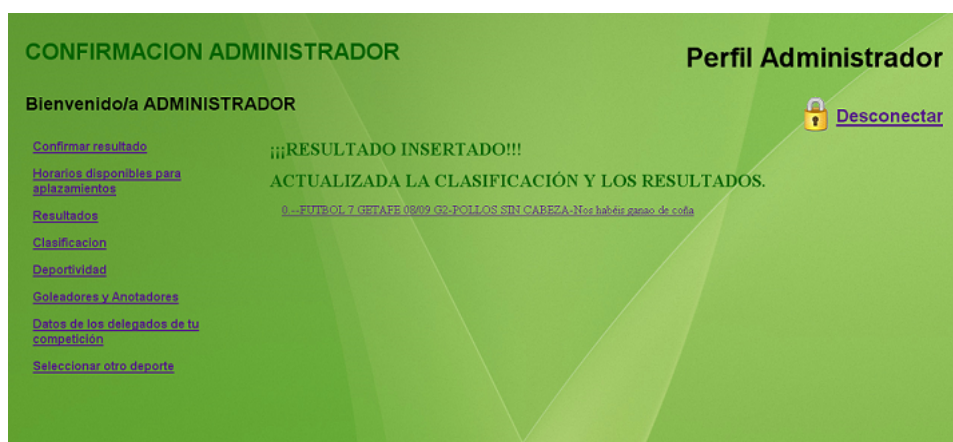 CONFIRMACION ADMINISTRADOR
Perfil Administrador
Bienvenido/a ADMINISTRADOR
Desconectar
Confirmar resultado
Horarios disponibles para
aplazamientos
Resultados
Clasificacion
Deportividad
Goleadores y Anotadores
Datos de los delegados de tu
competición
Seleccionar otro deporte
¡¡¡RESULTADO INSERTADO!!!
ACTUALIZADA LA CLASIFICACIÓN Y LOS RESULTADOS.
0.--FUTBOL 7 GETAFE 08/09 G2-POLLOS SIN CABEZA-Nos habéis ganao de coña